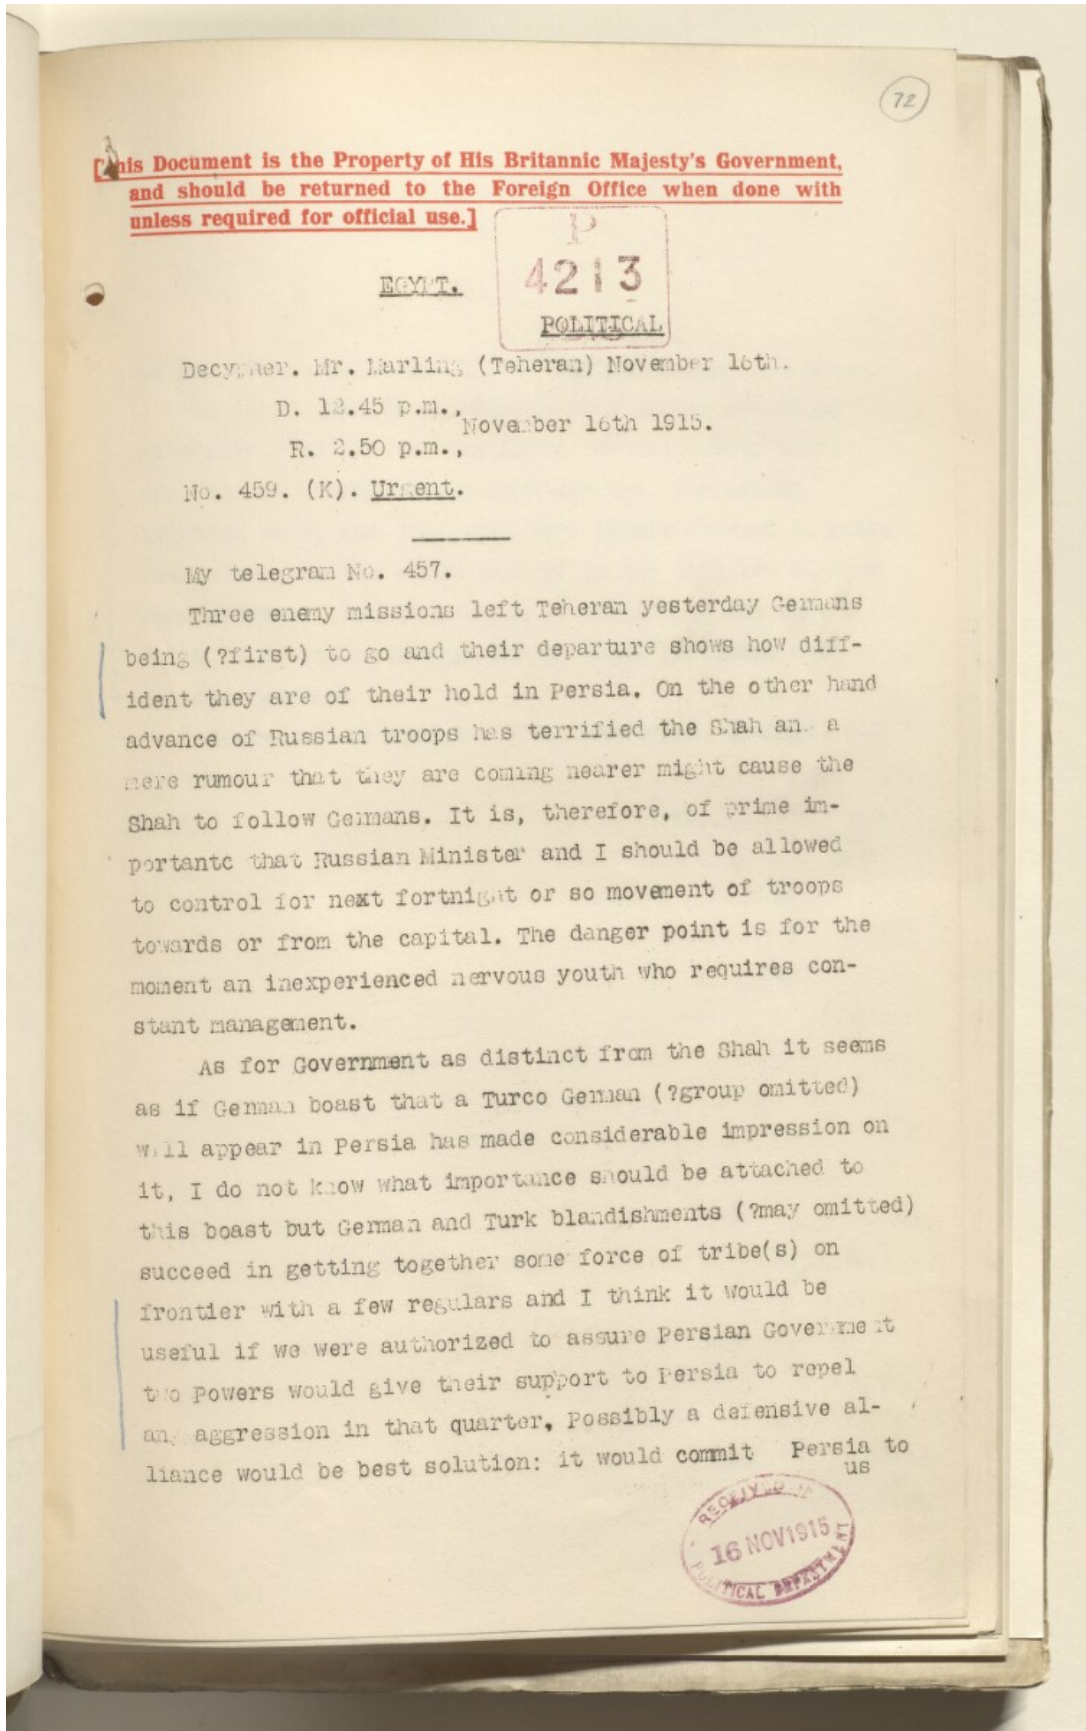 72
[This Document is the Property of His Britannic Majesty's Government,
and should be returned to the Foreign Office when done with
unless required for official use.]
P
4213
EGYPT.
POLITICAL
Decypher. Mr. Marling (Teheran) November 16th.
D. 12.45 p.m.,
November 16th 1915.
R. 2.50 p.m.,
No. 459. (K). Urgent.
My telegram No. 457.
Three enemy missions left Teheran yesterday Germans
being (?first) to go and their departure shows how diff-
ident they are of their hold in Persia. On the other hand
advance of Russian troops has terrified the Shah and a
mere rumour that they are coming nearer might cause the
Shah to follow Germans. It is, therefore, of prime im-
portantc that Russian Minister and I should be allowed
to control for next fortnight or so movement of troops
towards or from the capital. The danger point is for the
moment an inexperienced nervous youth who requires con-
stant management.
As for Government as distinct from the Shah it seems
as if German boast that a Turco German (?group omitted)
will appear in Persia has made considerable impression on
it, I do not know what importance should be attached to
this boast but German and Turk blandishments (?may omitted)
succeed in getting together some force of tribe(s) on
frontier with a few regulars and I think it would be
useful if we were authorized to assure Persian Government
two Powers would give their support to Persia to repel
any aggression in that quarter. Possibly a defensive al-
liance would be best solution: it would commit Persia to
us
RECEIVED IN
16 NOV 1915
POLITICAL DEPARTMENT